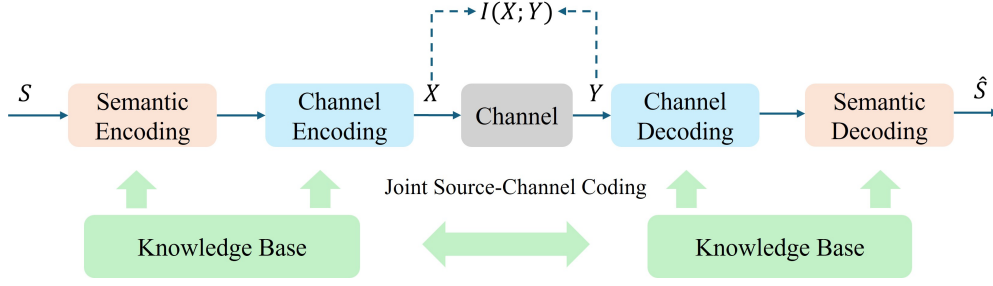 I(X;Y)
S
Semantic
Encoding
Channel
Encoding
X
Channel
Y
Channel
Decoding
Semantic
Decoding
Ŝ
Joint Source-Channel Coding
Knowledge Base
Knowledge Base